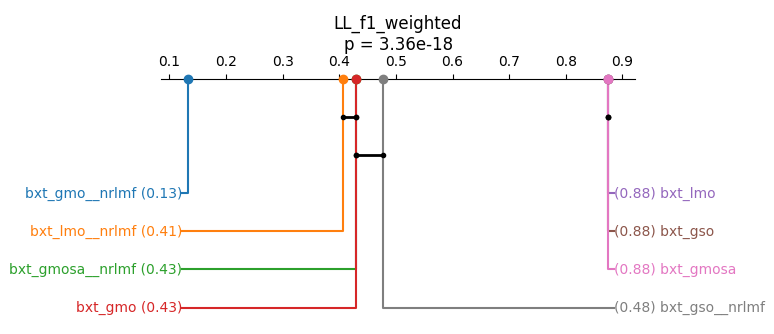 LL_f1_weighted
p = 3.36e-18
0.1 0.2 0.3 0.4 0.5 0.6 0.7 0.8 0.9
bxt_gmo__nrlmf (0.13)
(0.88) bxt_lmo
bxt_lmo__nrlmf (0.41)
(0.88) bxt_gso
bxt_gmosa__nrlmf (0.43)
(0.88) bxt_gmosa
bxt_gmo (0.43)
(0.48) bxt_gso__nrlmf